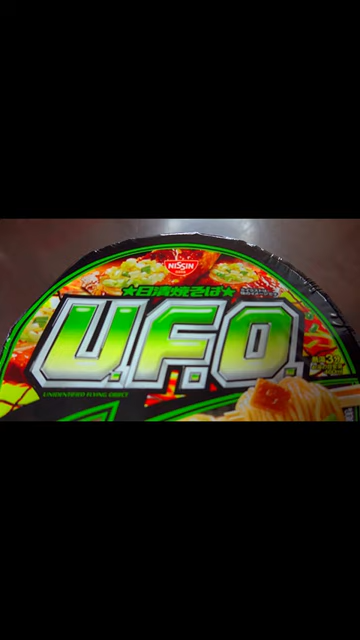 NISSIN
★日清焼そば★
U.F.O.
UNIDENTIFIED FLYING OBJECT